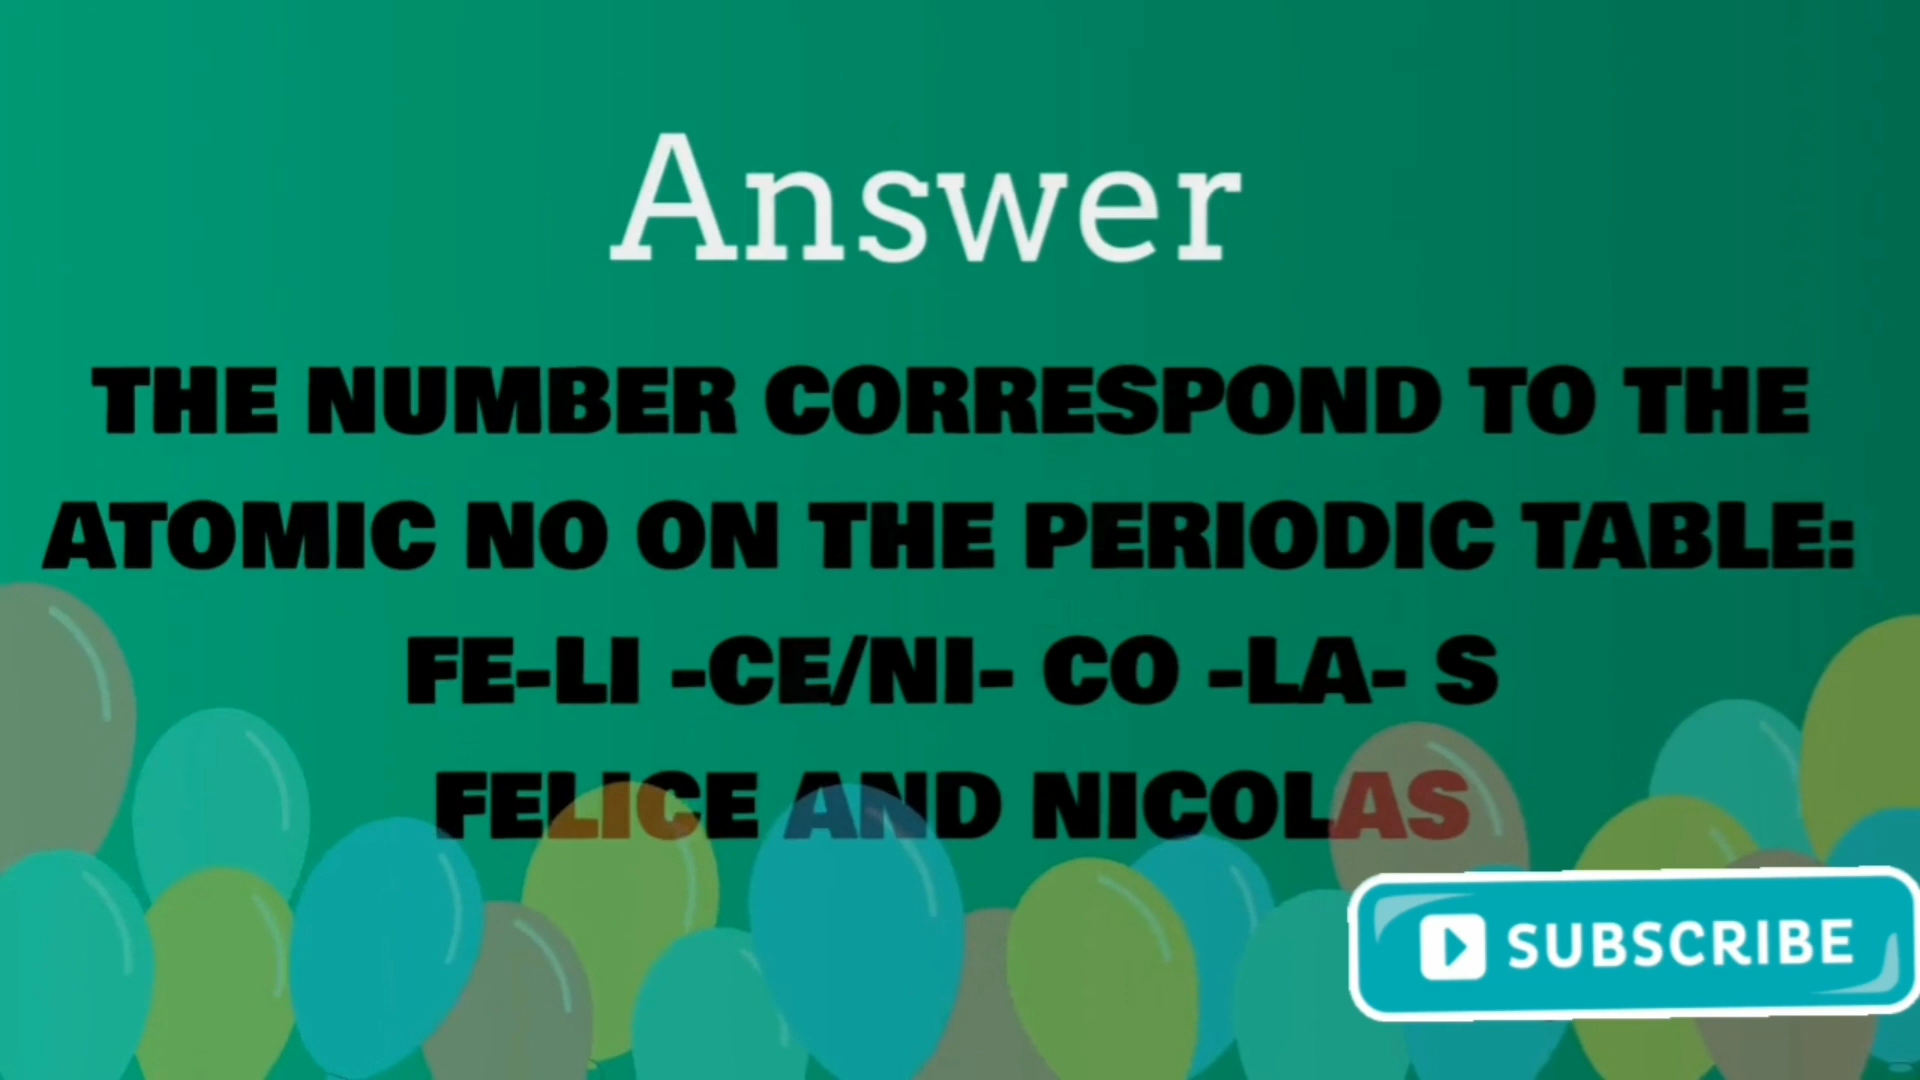 Answer
THE NUMBER CORRESPOND TO THE
ATOMIC NO ON THE PERIODIC TABLE:
FE-LI -CE/NI- CO -LA- S
FELICE AND NICOLAS
SUBSCRIBE